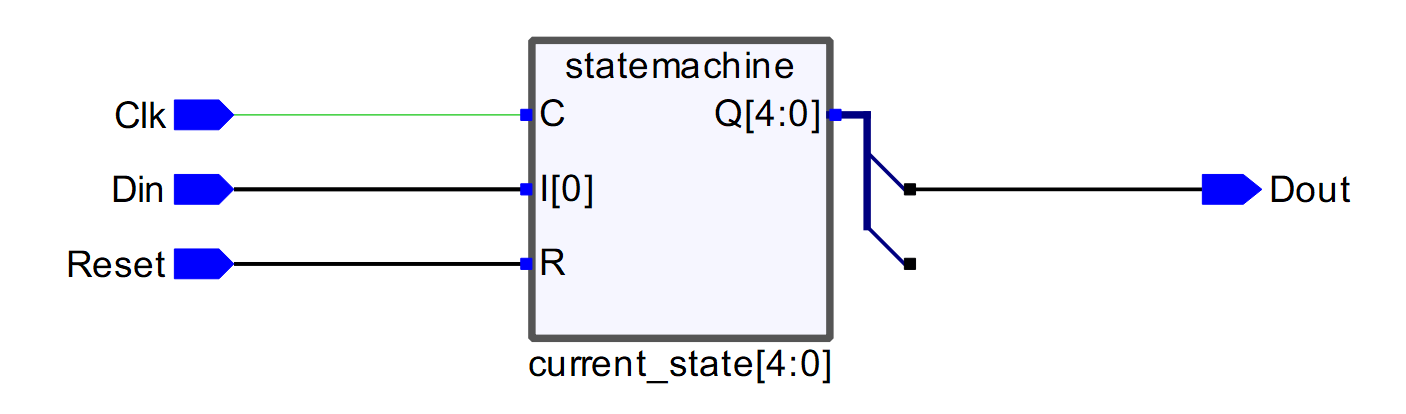 statemachine
Clk
C
Q[4:0]
Din
I[0]
Dout
Reset
R
current_state[4:0]